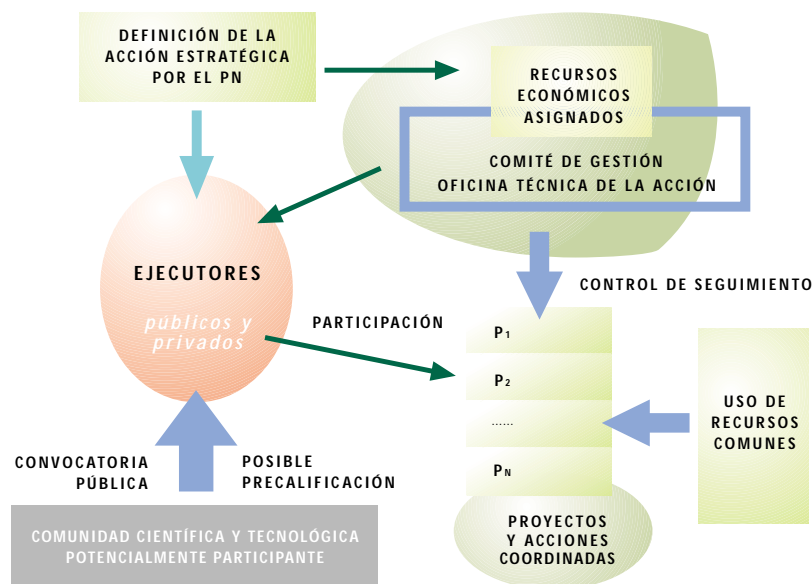 DEFINICIÓN DE LA
ACCIÓN ESTRATÉGICA
POR EL PN
RECURSOS
ECONÓMICOS
ASIGNADOS
COMITÉ DE GESTIÓN
OFICINA TÉCNICA DE LA ACCIÓN
EJECUTORES
públicos y
privados
PARTICIPACIÓN
CONTROL DE SEGUIMIENTO
P1
P2
......
PN
USO DE
RECURSOS
COMUNES
CONVOCATORIA
PÚBLICA
POSIBLE
PRECALIFICACIÓN
COMUNIDAD CIENTÍFICA Y TECNOLÓGICA
POTENCIALMENTE PARTICIPANTE
PROYECTOS
Y ACCIONES
COORDINADAS